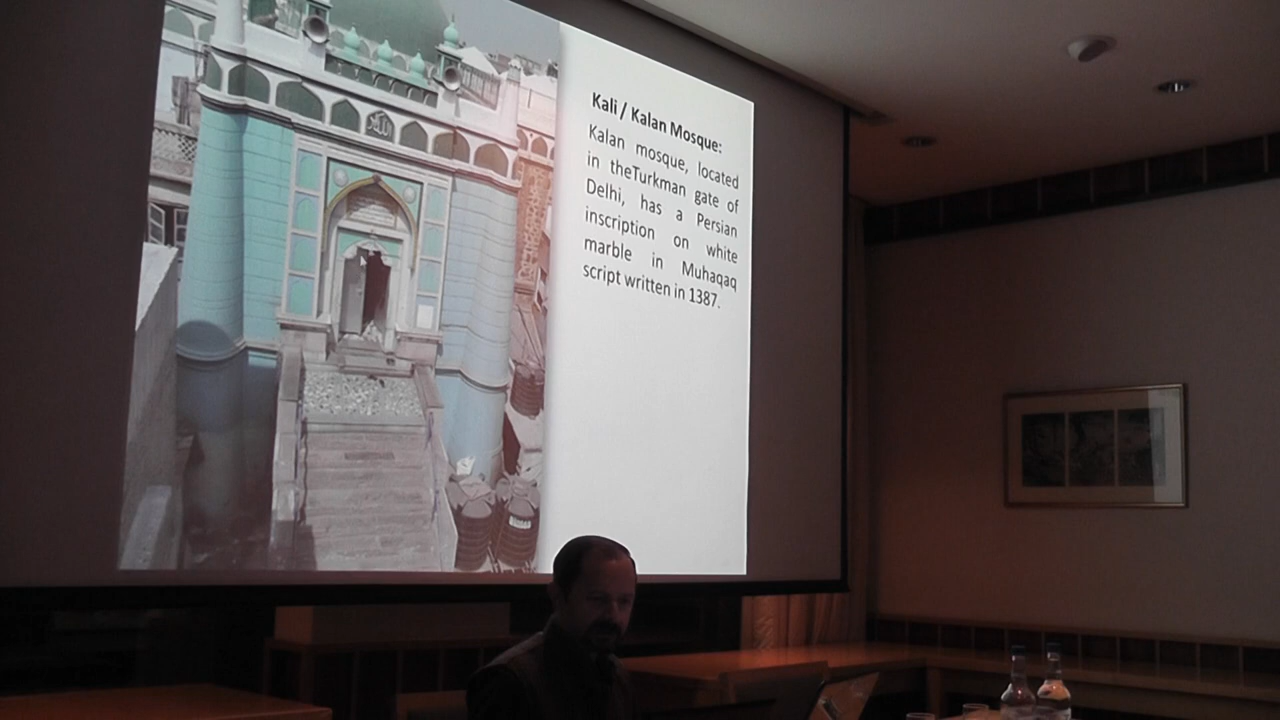 الله
Kali / Kalan Mosque:
Kalan mosque, located
in theTurkman gate of
Delhi, has a Persian
inscription on white
marble in Muhaqaq
script written in 1387.